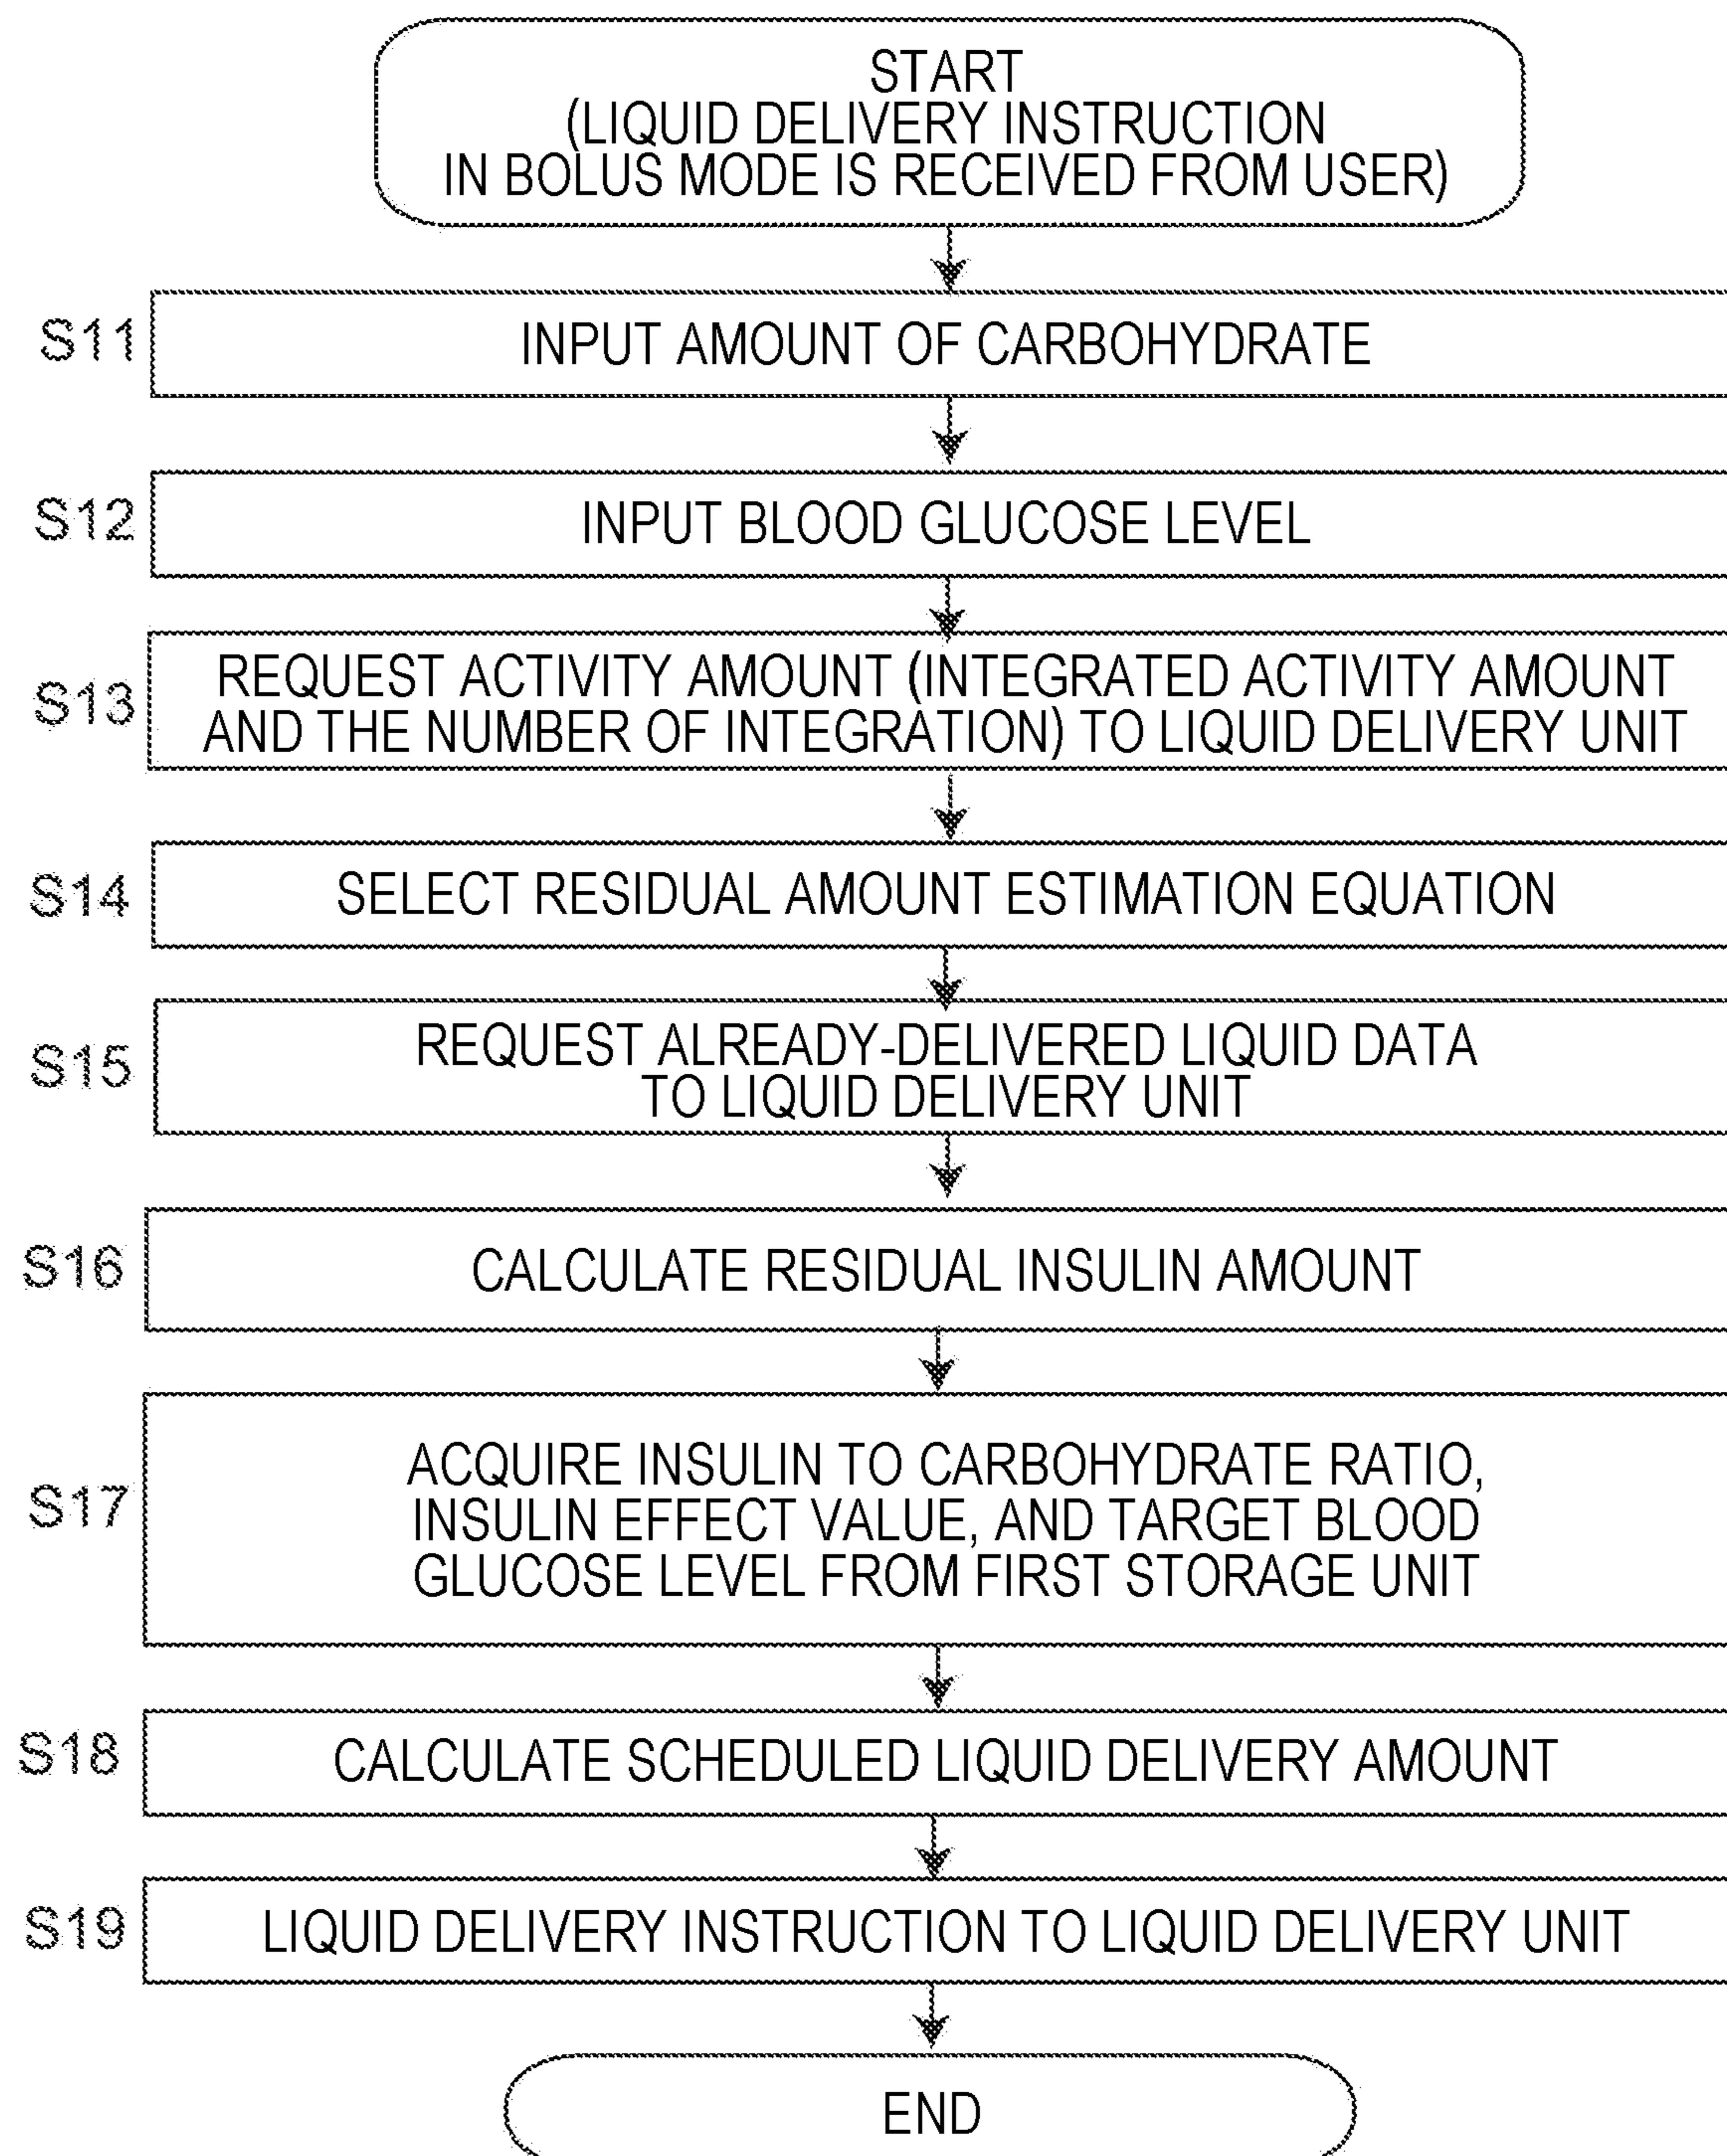 START
(LIQUID DELIVERY INSTRUCTION
IN BOLUS MODE IS RECEIVED FROM USER)
S11
INPUT AMOUNT OF CARBOHYDRATE
S12
INPUT BLOOD GLUCOSE LEVEL
S13
REQUEST ACTIVITY AMOUNT (INTEGRATED ACTIVITY AMOUNT
AND THE NUMBER OF INTEGRATION) TO LIQUID DELIVERY UNIT
S14
SELECT RESIDUAL AMOUNT ESTIMATION EQUATION
S15
REQUEST ALREADY-DELIVERED LIQUID DATA
TO LIQUID DELIVERY UNIT
S16
CALCULATE RESIDUAL INSULIN AMOUNT
S17
ACQUIRE INSULIN TO CARBOHYDRATE RATIO,
INSULIN EFFECT VALUE, AND TARGET BLOOD
GLUCOSE LEVEL FROM FIRST STORAGE UNIT
S18
CALCULATE SCHEDULED LIQUID DELIVERY AMOUNT
S19
LIQUID DELIVERY INSTRUCTION TO LIQUID DELIVERY UNIT
END